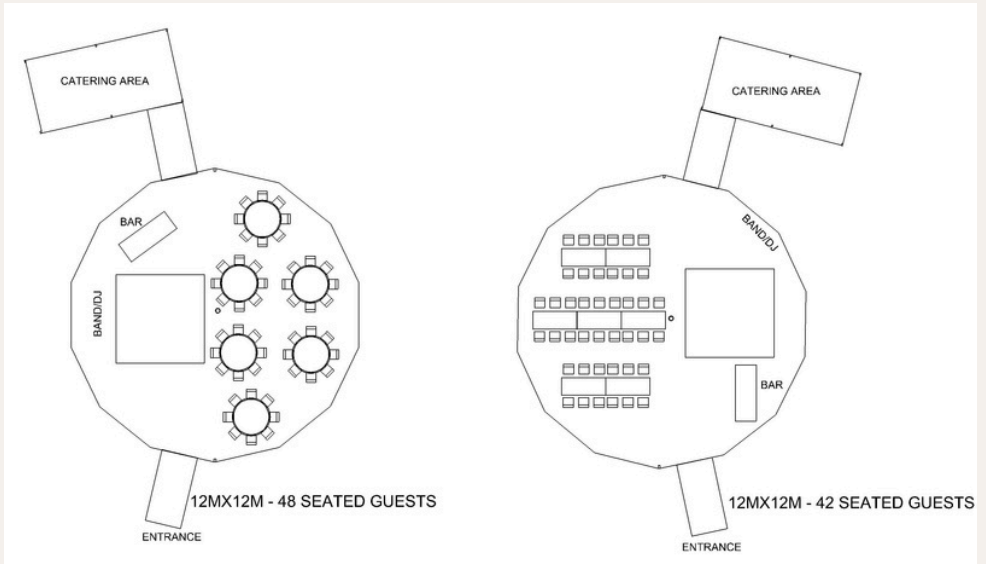 CATERING AREA
BAR
BAND/DJ
12MX12M - 48 SEATED GUESTS
ENTRANCE
CATERING AREA
BAND/DJ
BAR
12MX12M - 42 SEATED GUESTS
ENTRANCE